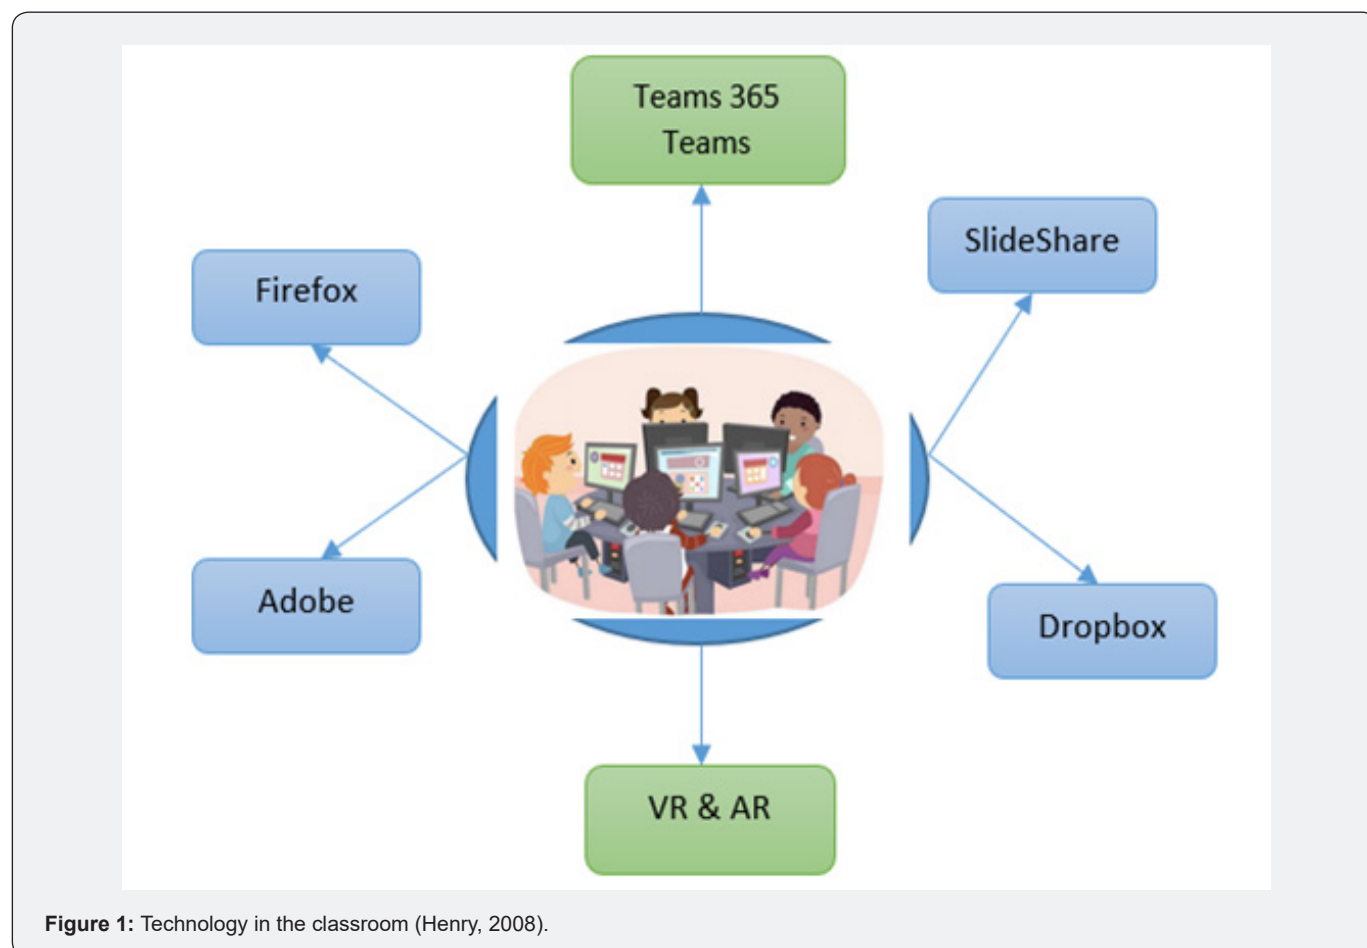 Teams 365
Teams
SlideShare
Firefox
Adobe
Dropbox
VR & AR
Figure 1: Technology in the classroom (Henry, 2008).